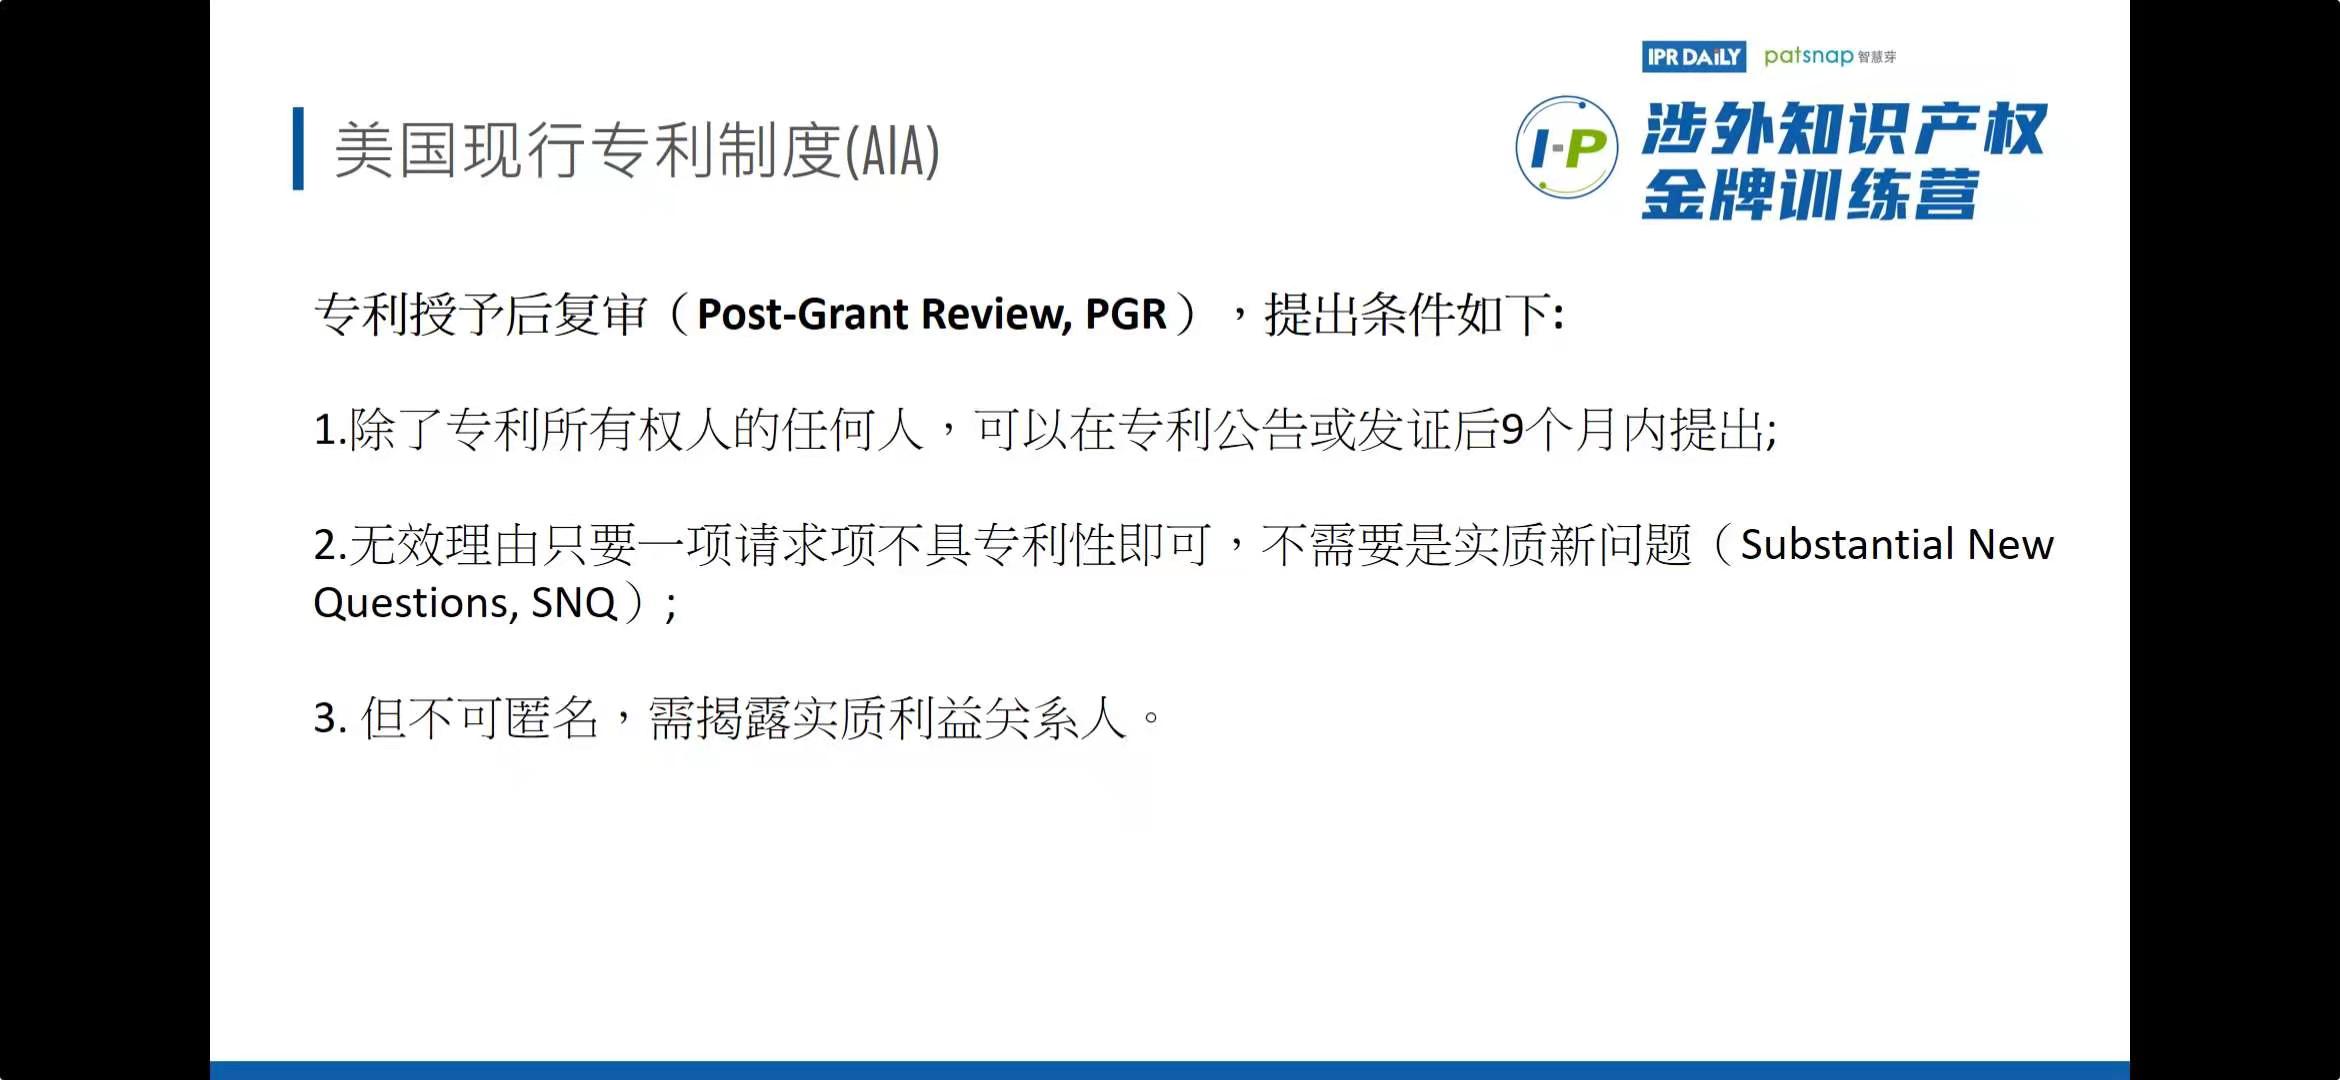 IPR DAILY patsnap 智慧芽
美国现行专利制度(AIA)
I-P 涉外知识产权
金牌训练营
专利授予后复审（Post-Grant Review, PGR），提出条件如下:
1.除了专利所有权人的任何人，可以在专利公告或发证后9个月内提出;
2.无效理由只要一项请求项不具专利性即可，不需要是实质新问题（Substantial New
Questions, SNQ）;
3. 但不可匿名，需揭露实质利益关系人。